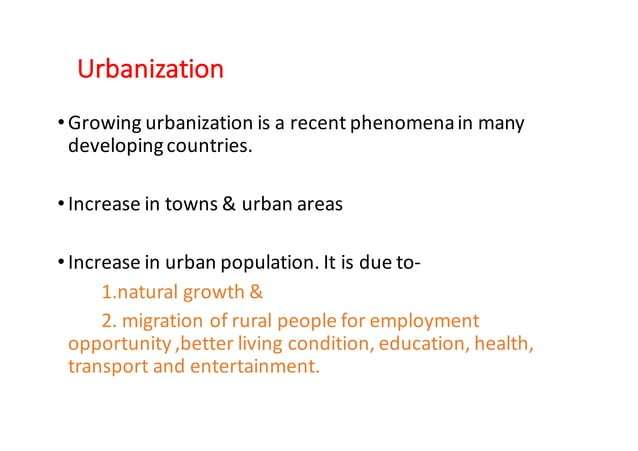 Urbanization
• Growing urbanization is a recent phenomena in many
developing countries.
• Increase in towns & urban areas
• Increase in urban population. It is due to-
1.natural growth &
2. migration of rural people for employment
opportunity ,better living condition, education, health,
transport and entertainment.